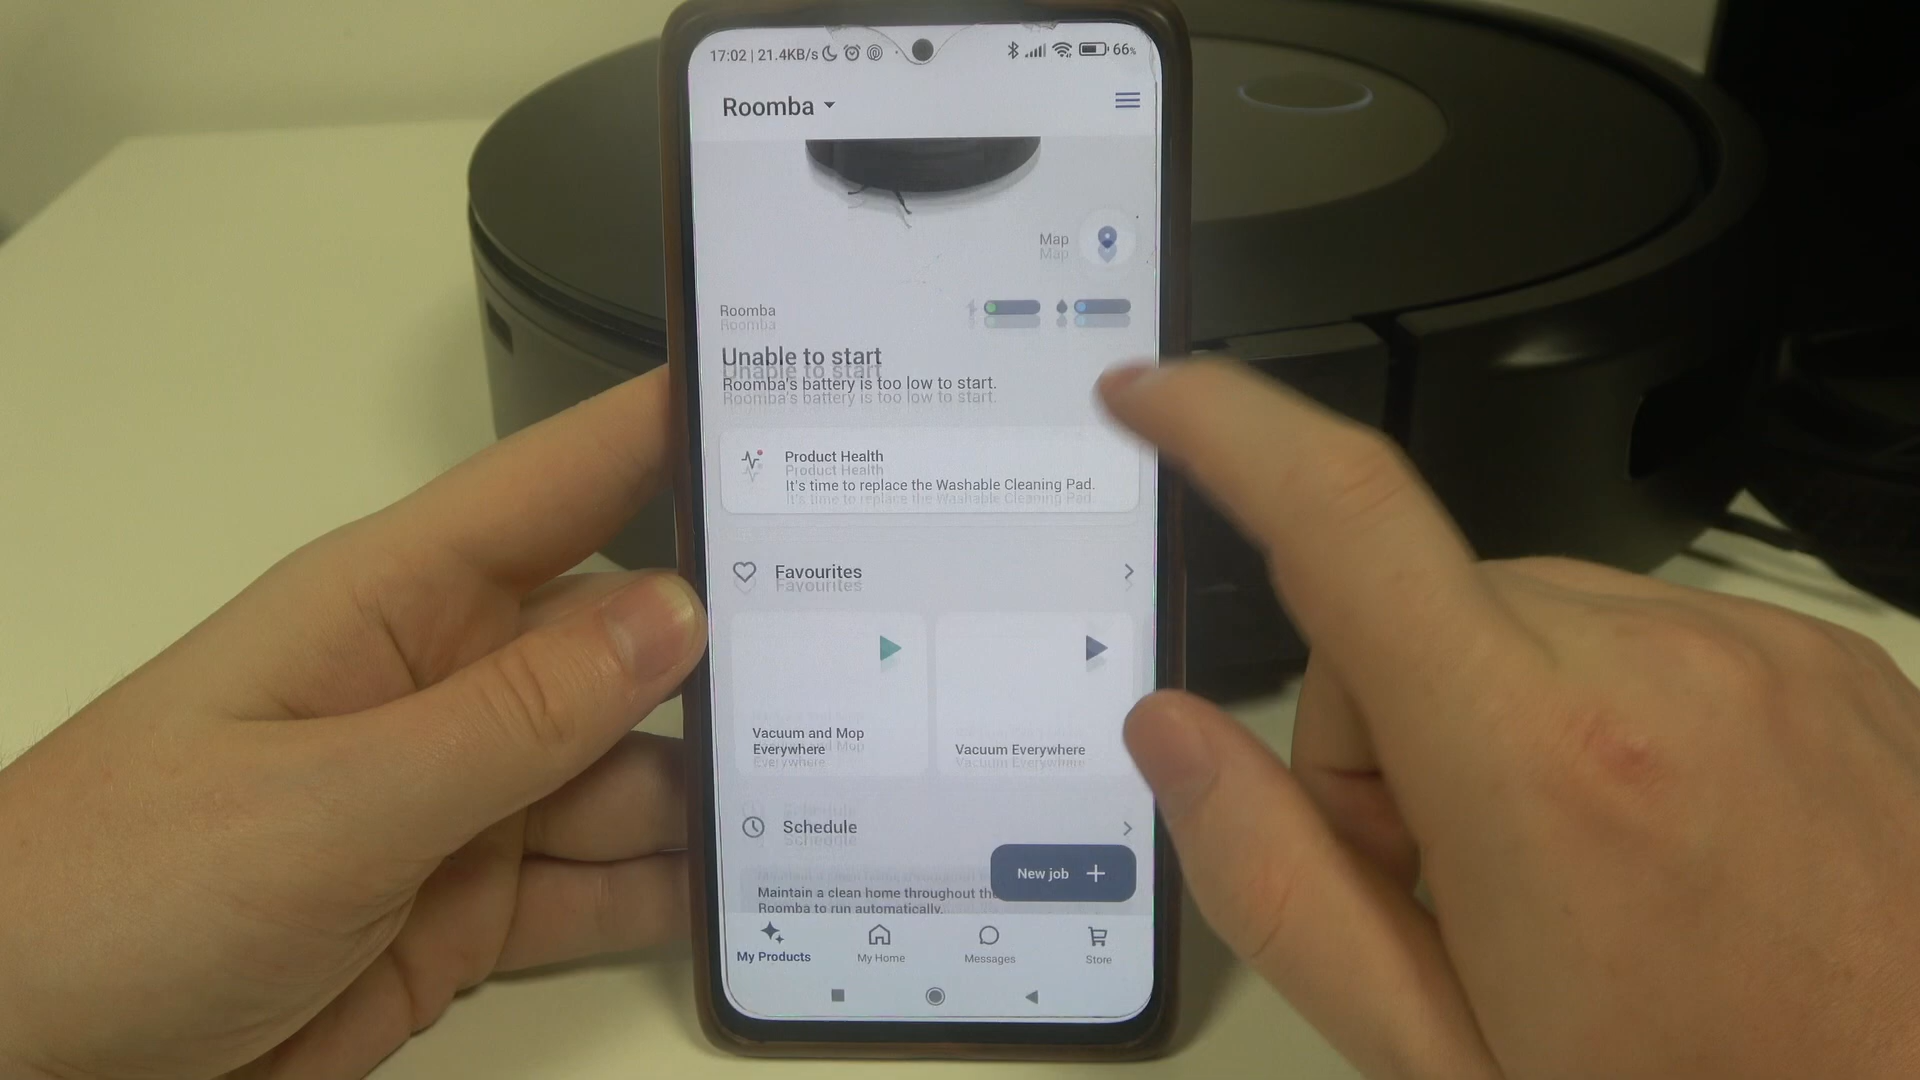 17:02 | 21.4KB/s
66%
Roomba
Map
Roomba
Unable to start
Roomba's battery is too low to start.
Product Health
It's time to replace the Washable Cleaning Pad.
Favourites
Vacuum and Mop
Everywhere
Vacuum Everywhere
Schedule
New job
Maintain a clean home throughout
Roomba to run automatically.
My Products
My Home
Messages
Store